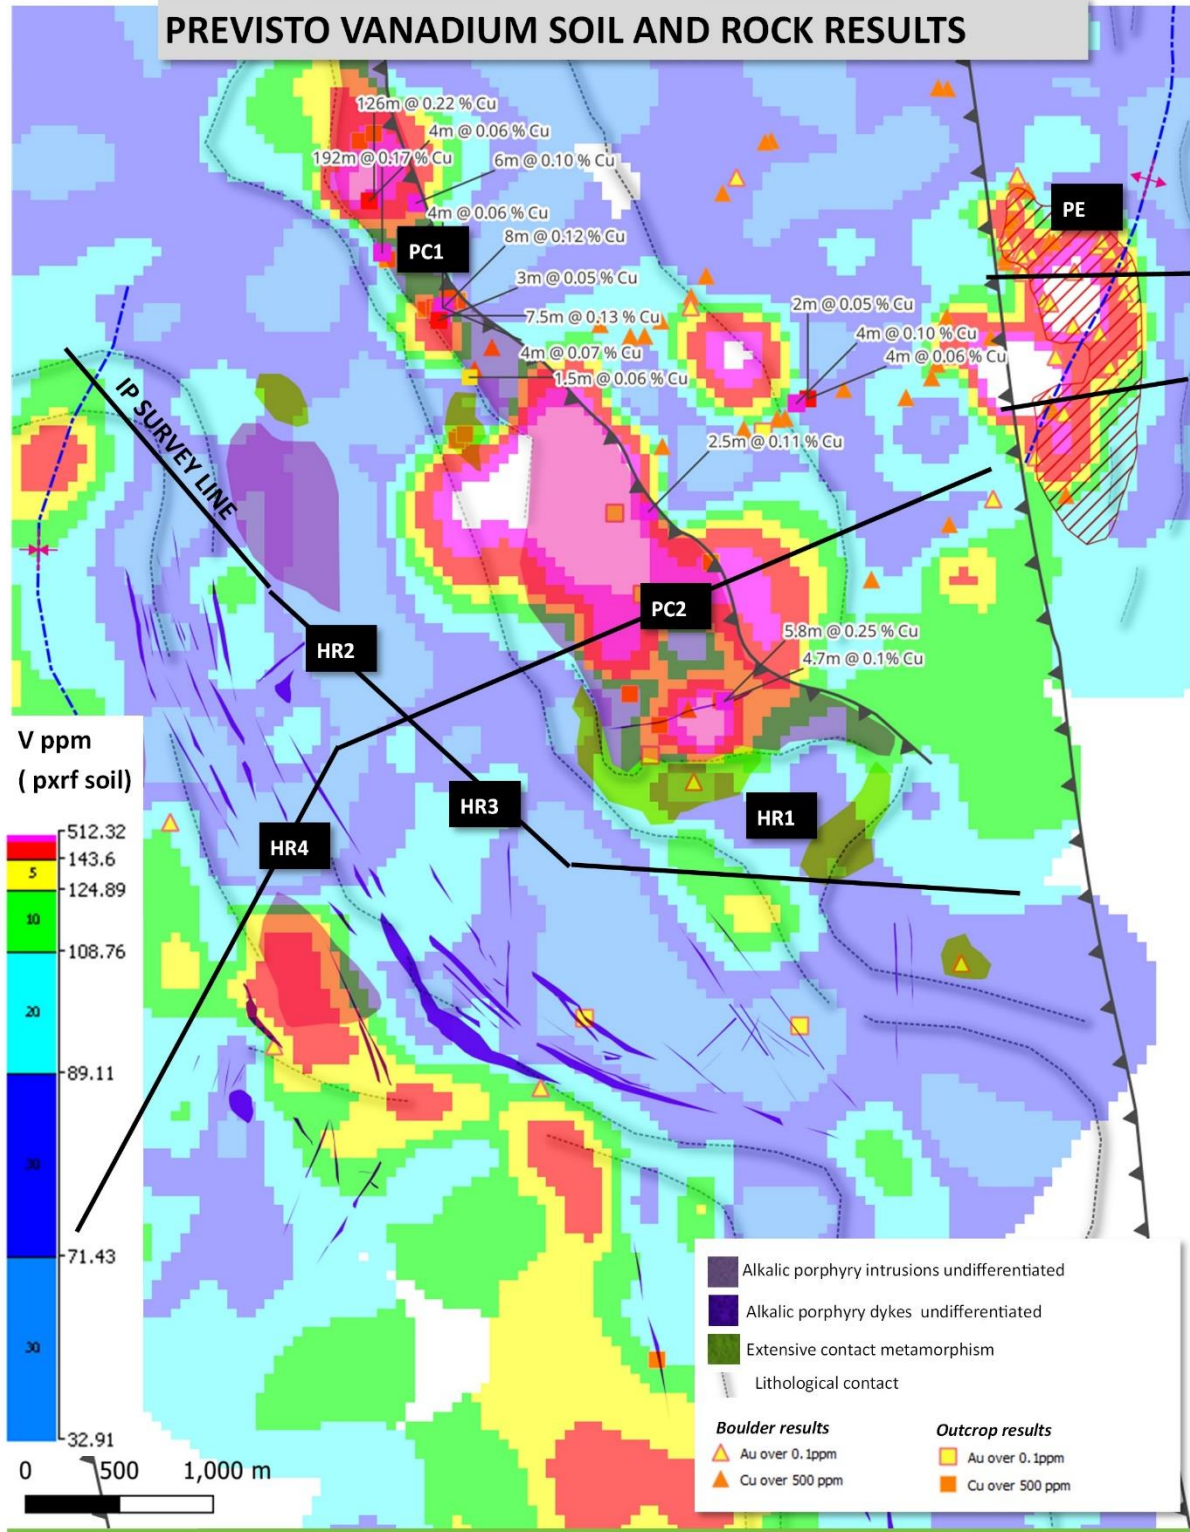 PREVISTO VANADIUM SOIL AND ROCK RESULTS
126m @ 0.22 % Cu
4m @ 0.06 % Cu
192m @ 0.17 % Cu
6m @ 0.10 % Cu
4m @ 0.06 % Cu
8m @ 0.12 % Cu
PC1
PE
3m @ 0.05 % Cu
2m @ 0.05 % Cu
7.5m @ 0.13 % Cu
4m @ 0.10 % Cu
4m @ 0.07 % Cu
4m @ 0.06 % Cu
1.5m @ 0.06 % Cu
IP SURVEY LINE
2.5m @ 0.11 % Cu
PC2
5.8m @ 0.25 % Cu
HR2
4.7m @ 0.1% Cu
V ppm
( pxrf soil)
HR3
HR1
HR4
512.32
143.6
5
124.89
10
108.76
20
89.11
30
71.43
30
32.91
0 500 1,000 m
Alkalic porphyry intrusions undifferentiated
Alkalic porphyry dykes undifferentiated
Extensive contact metamorphism
Lithological contact
Boulder results
Au over 0.1ppm
Cu over 500 ppm
Outcrop results
Au over 0.1ppm
Cu over 500 ppm